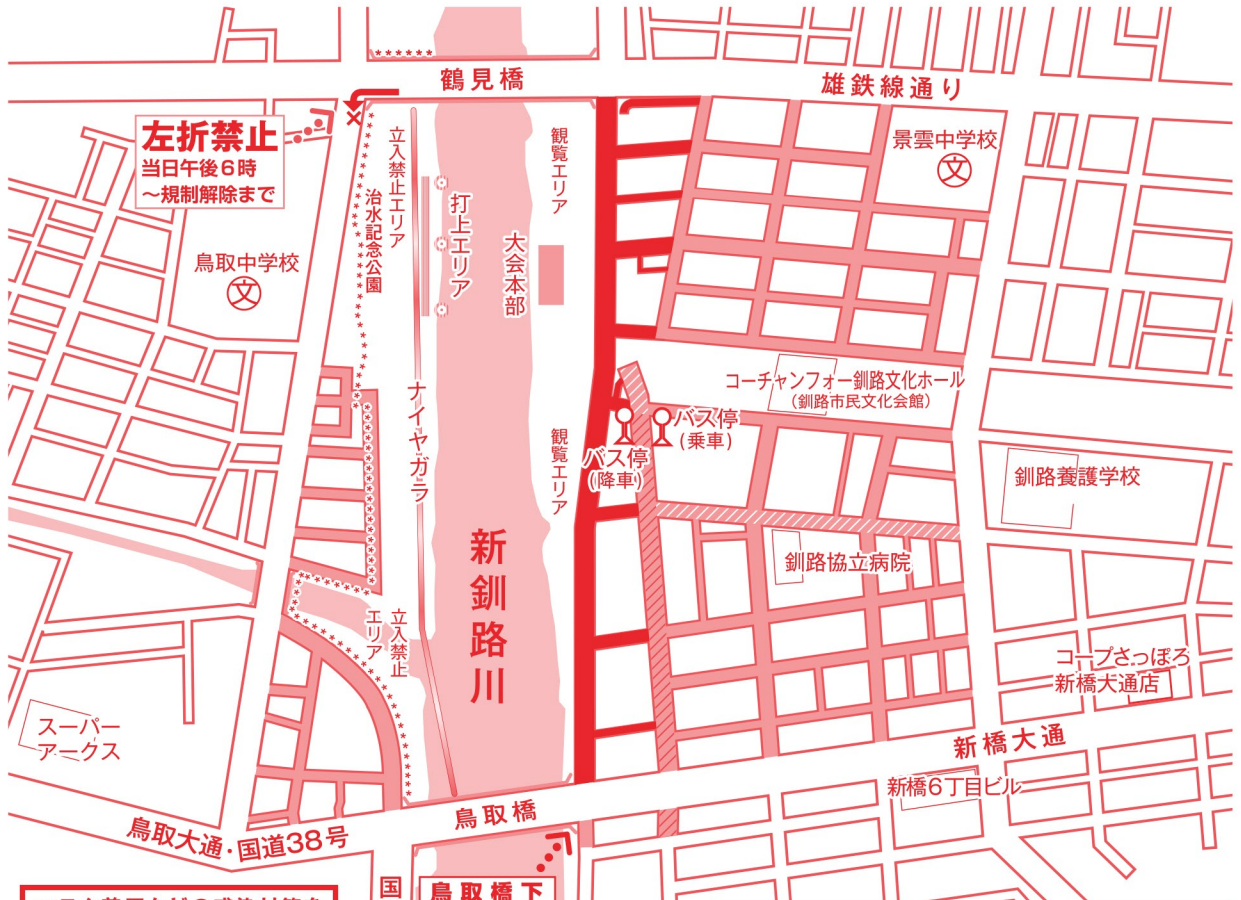 鶴見橋
雄鉄線通り
左折禁止
当日午後6時
〜規制解除まで
立入禁止エリア
治水記念公園
打上エリア
観覧エリア
大会本部
景雲中学校
文
鳥取中学校
文
ナイヤガラ
観覧エリア
コーチャンフォー釧路文化ホール
(釧路市民文化会館)
バス停
(乗車)
バス停
(降車)
釧路養護学校
新釧路川
釧路協立病院
立入禁止
エリア
コープさっぽろ
新橋大通店
スーパー
アークス
新橋大通
新橋6丁目ビル
鳥取橋
鳥取大通・国道38号
国
鳥取橋下